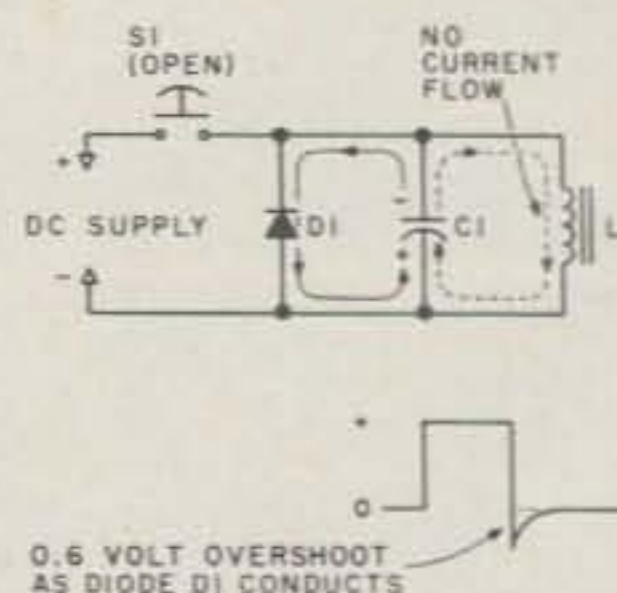 S1
(OPEN)
NO
CURRENT
FLOW
+
DC SUPPLY
-
D1
-
C1
+
L
+
0
0.6 VOLT OVERSHOOT
AS DIODE D1 CONDUCTS